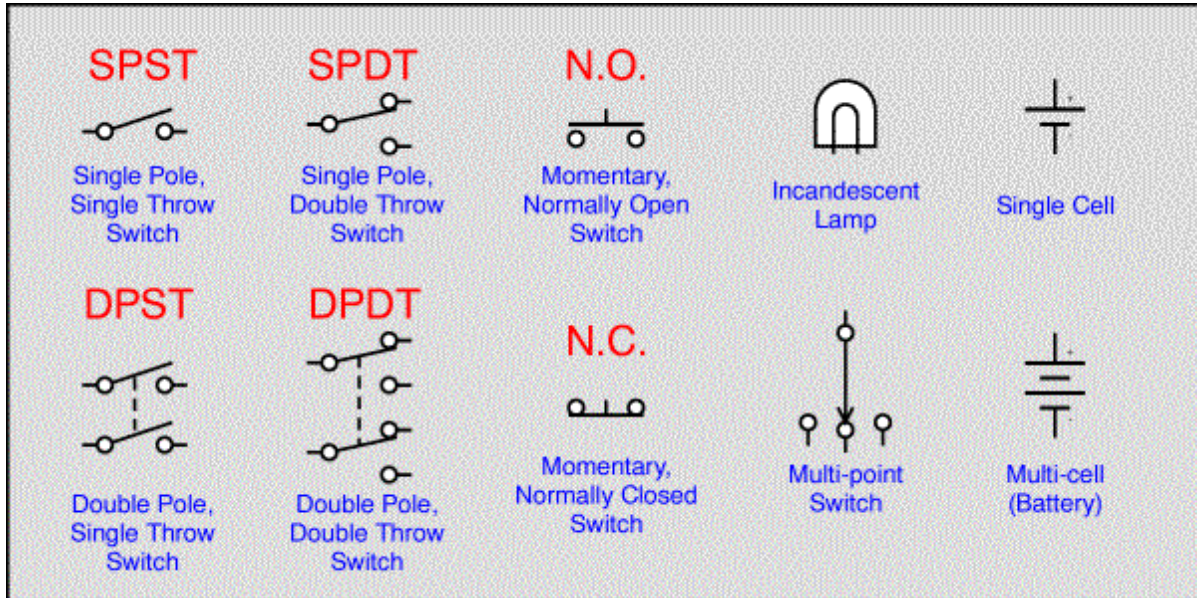 SPST
Single Pole,
Single Throw
Switch
SPDT
Single Pole,
Double Throw
Switch
N.O.
Momentary,
Normally Open
Switch
Incandescent
Lamp
+
Single Cell
DPST
Double Pole,
Single Throw
Switch
DPDT
Double Pole,
Double Throw
Switch
N.C.
Momentary,
Normally Closed
Switch
Multi-point
Switch
+
-
Multi-cell
(Battery)